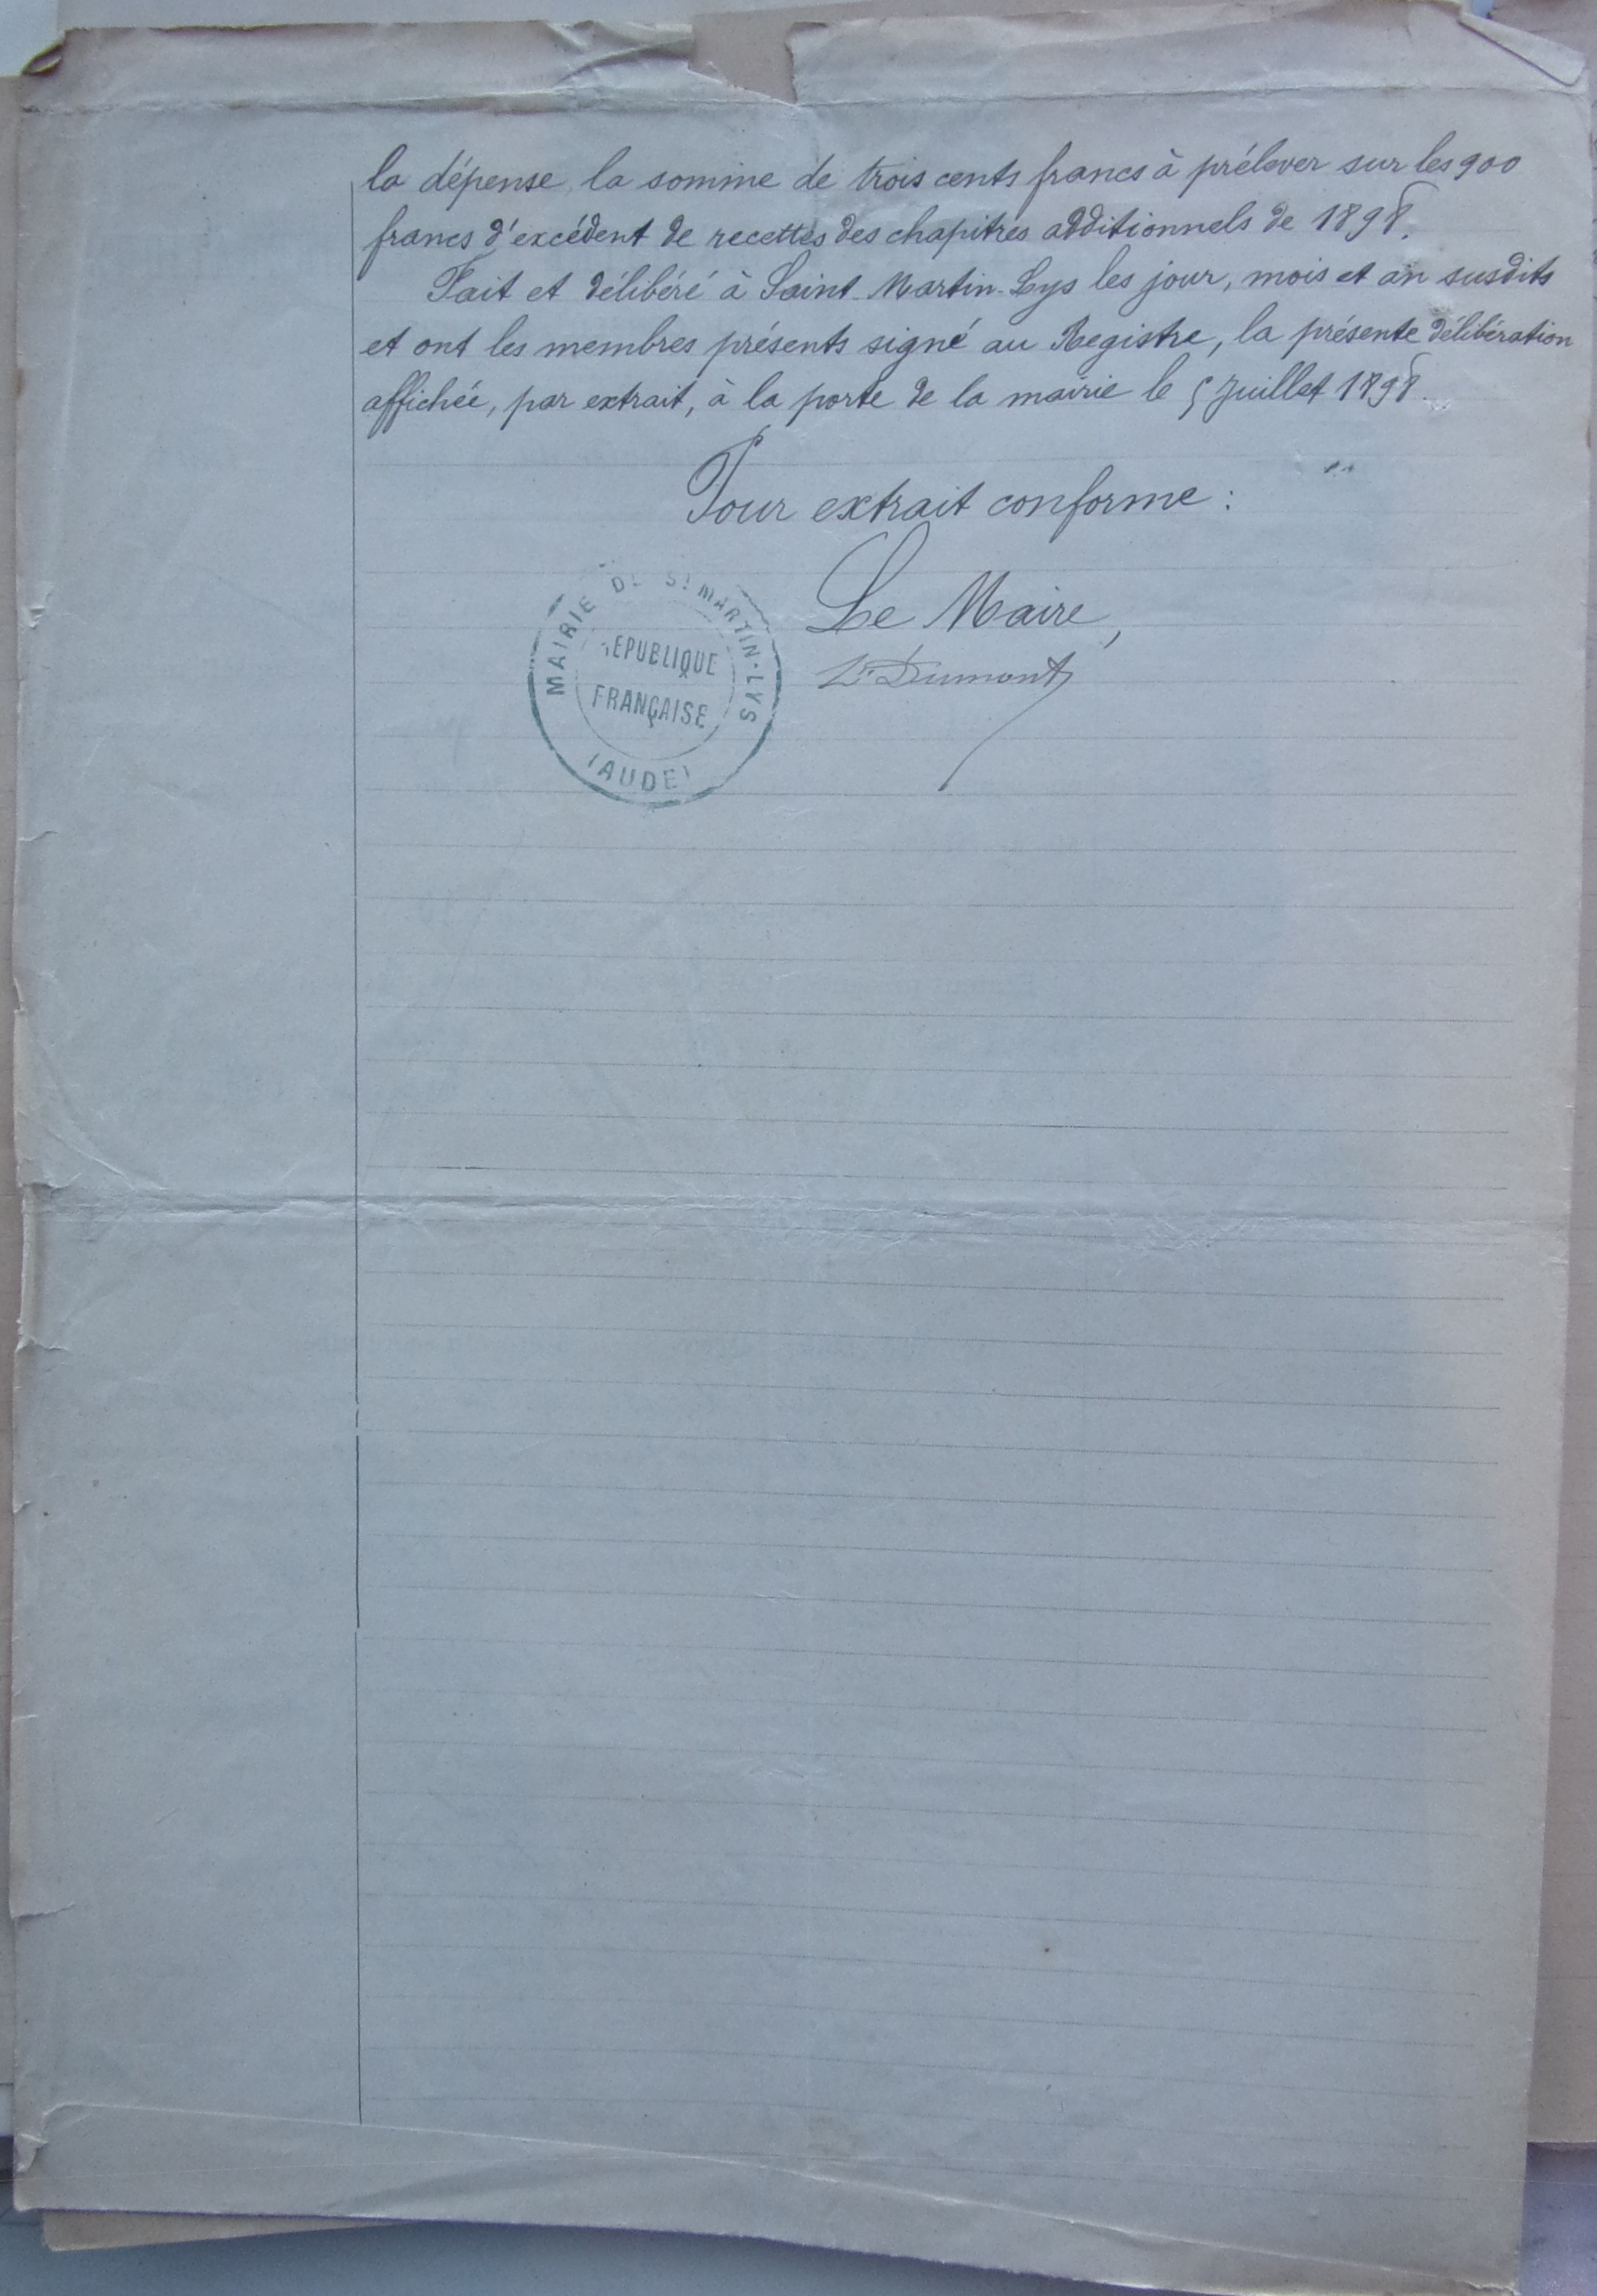 la dépense la somme de trois cents francs à prélever sur les 900
francs d'excédent de recettes des chapitres additionnels de 1898.
Fait et délibéré à Saint-Martin-Lys les jour, mois et an susdits
et ont les membres présents signé au Registre, la présente délibération
affichée, par extrait, à la porte de la mairie le 5 Juillet 1898.
Pour extrait conforme :
Le Maire,
Dumont
MAIRIE DE St MARTIN-LYS
REPUBLIQUE
FRANÇAISE
(AUDE)